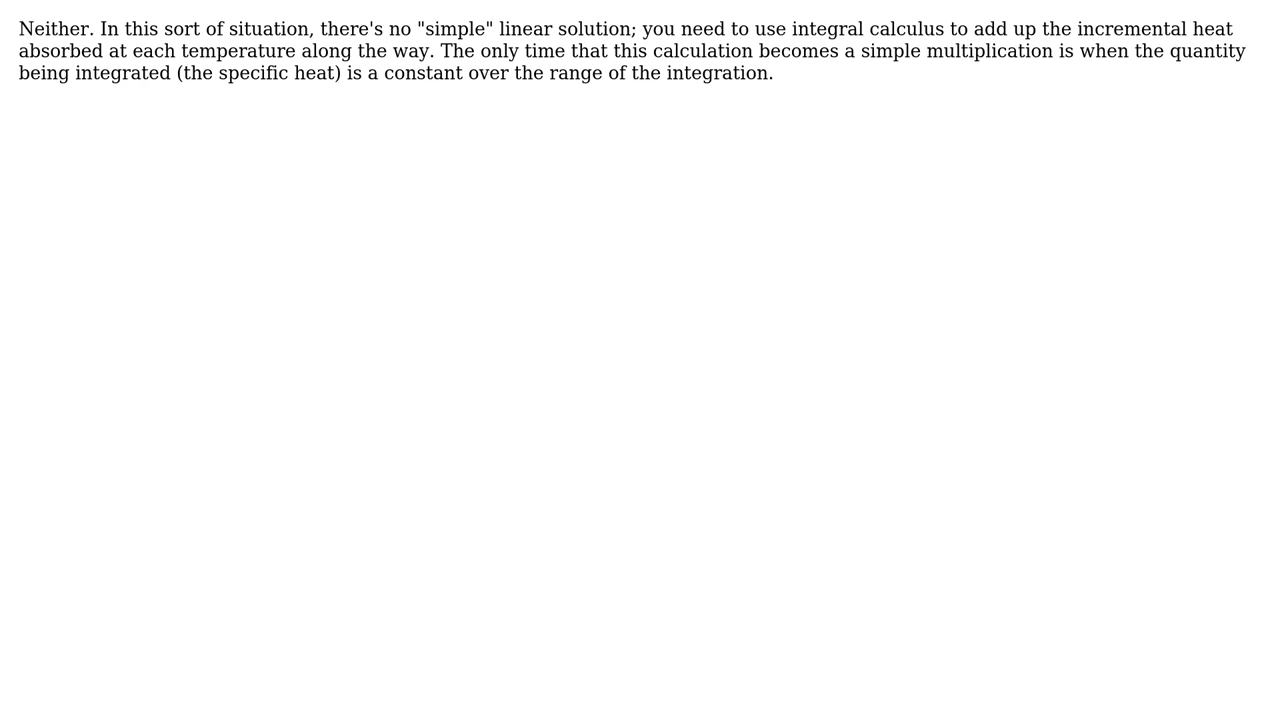 Neither. In this sort of situation, there's no "simple" linear solution; you need to use integral calculus to add up the incremental heat
absorbed at each temperature along the way. The only time that this calculation becomes a simple multiplication is when the quantity
being integrated (the specific heat) is a constant over the range of the integration.